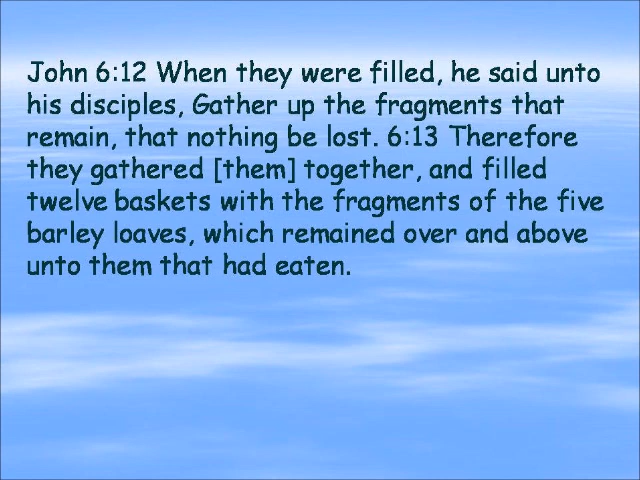 John 6:12 When they were filled, he said unto
his disciples, Gather up the fragments that
remain, that nothing be lost. 6:13 Therefore
they gathered [them] together, and filled
twelve baskets with the fragments of the five
barley loaves, which remained over and above
unto them that had eaten.